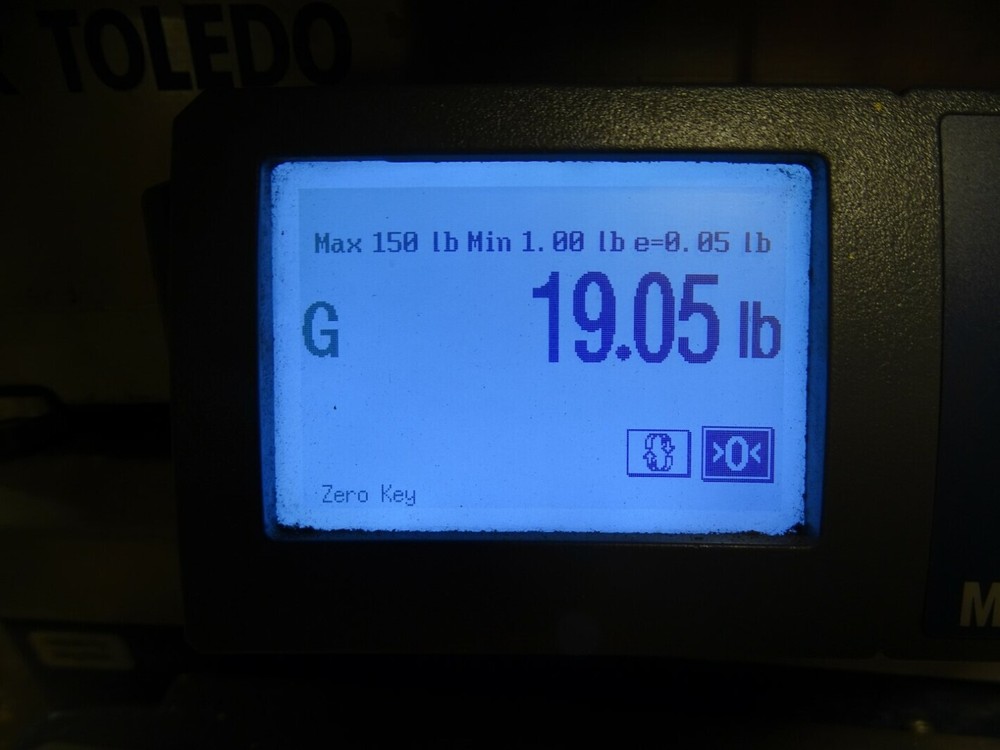 TOLEDO
Max 150 lb Min 1.00 lb e=0.05 lb
G 19.05 lb
>0<
Zero Key
M